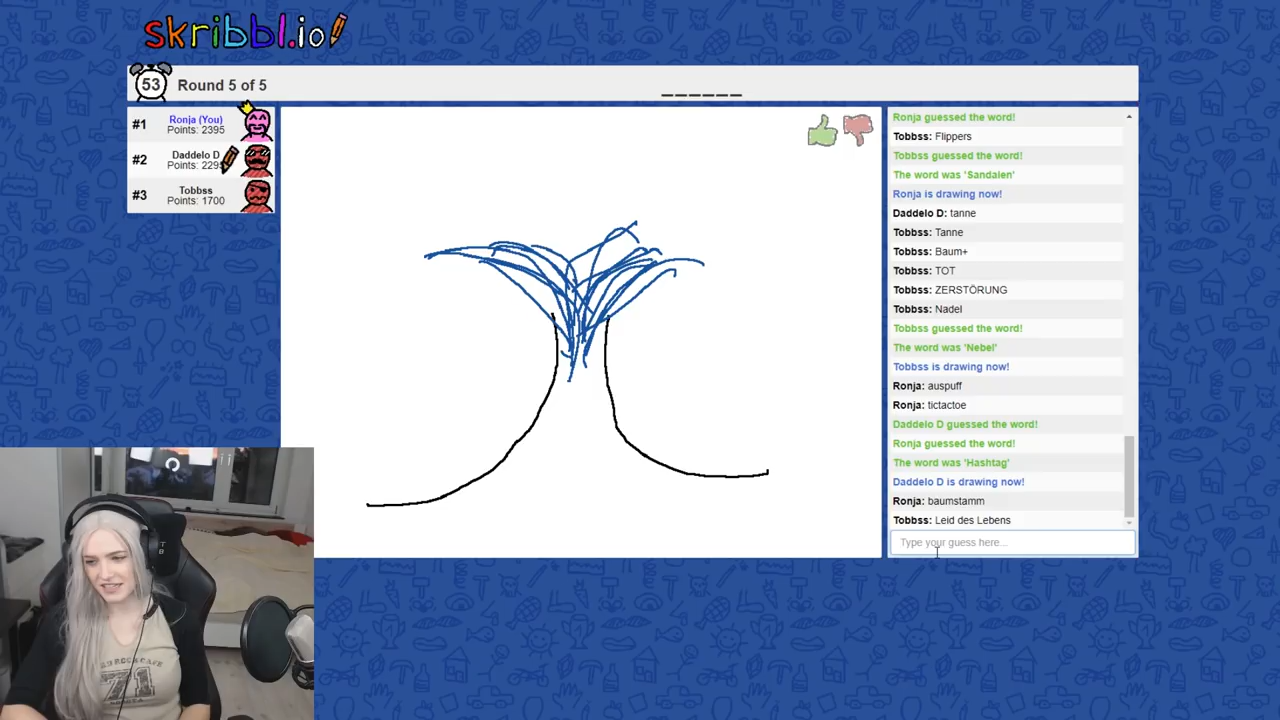 skribbl.io
53
Round 5 of 5
______
#1
Ronja (You)
Points: 2395
#2
Daddelo D
Points: 229
#3
Tobbss
Points: 1700
Ronja guessed the word!
Tobbss: Flippers
Tobbss guessed the word!
The word was 'Sandalen'
Ronja is drawing now!
Daddelo D: tanne
Tobbss: Tanne
Tobbss: Baum+
Tobbss: TOT
Tobbss: ZERSTÖRUNG
Tobbss: Nadel
Tobbss guessed the word!
The word was 'Nebel'
Tobbss is drawing now!
Ronja: auspuff
Ronja: tictactoe
Daddelo D guessed the word!
Ronja guessed the word!
The word was 'Hashtag'
Daddelo D is drawing now!
Ronja: baumstamm
Tobbss: Leid des Lebens
Type your guess here...
71